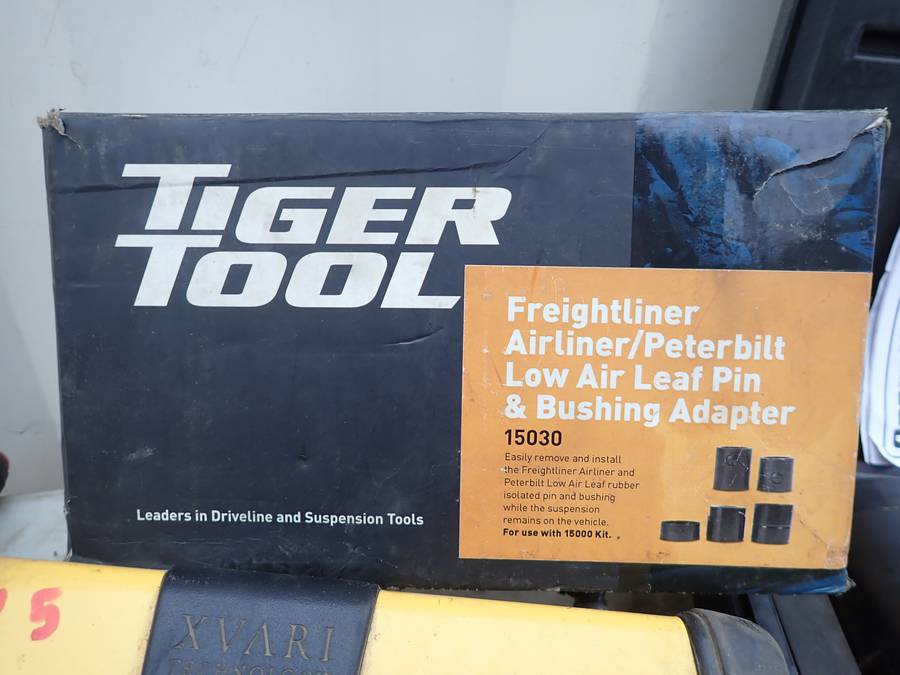 TIGER
TOOL
Freightliner
Airliner/Peterbilt
Low Air Leaf Pin
& Bushing Adapter
15030
Easily remove and install
the Freightliner Airliner and
Peterbilt Low Air Leaf rubber
isolated pin and bushing
while the suspension
remains on the vehicle.
For use with 15000 Kit.
Leaders in Driveline and Suspension Tools
5
XVARI